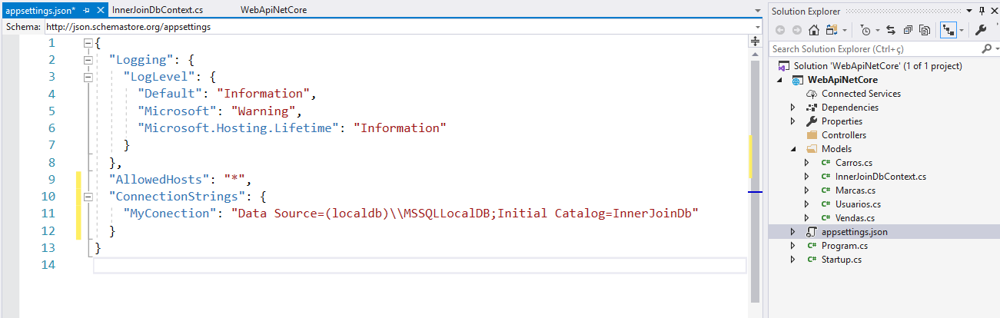 appsettings.json*
InnerJoinDbContext.cs
WebApiNetCore
Schema: http://json.schemastore.org/appsettings
1 {
2 "Logging": {
3 "LogLevel": {
4 "Default": "Information",
5 "Microsoft": "Warning",
6 "Microsoft.Hosting.Lifetime": "Information"
7 }
8 },
9 "AllowedHosts": "*",
10 "ConnectionStrings": {
11 "MyConection": "Data Source=(localdb)\\MSSQLLocalDB;Initial Catalog=InnerJoinDb"
12 }
13 }
14
Solution Explorer
Search Solution Explorer (Ctrl+ç)
Solution 'WebApiNetCore' (1 of 1 project)
WebApiNetCore
Connected Services
Dependencies
Properties
Controllers
Models
C# Carros.cs
C# InnerJoinDbContext.cs
C# Marcas.cs
C# Usuarios.cs
C# Vendas.cs
appsettings.json
C# Program.cs
C# Startup.cs